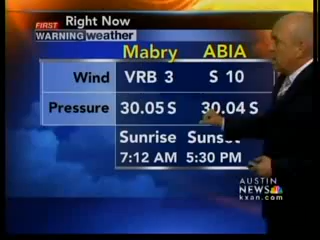 Right Now
FIRST
WARNING weather
Mabry ABIA
Wind VRB 3 S 10
Pressure 30.05 S 30.04 S
Sunrise Sunset
7:12 AM 5:30 PM
AUSTIN
NEWS
kxan.com